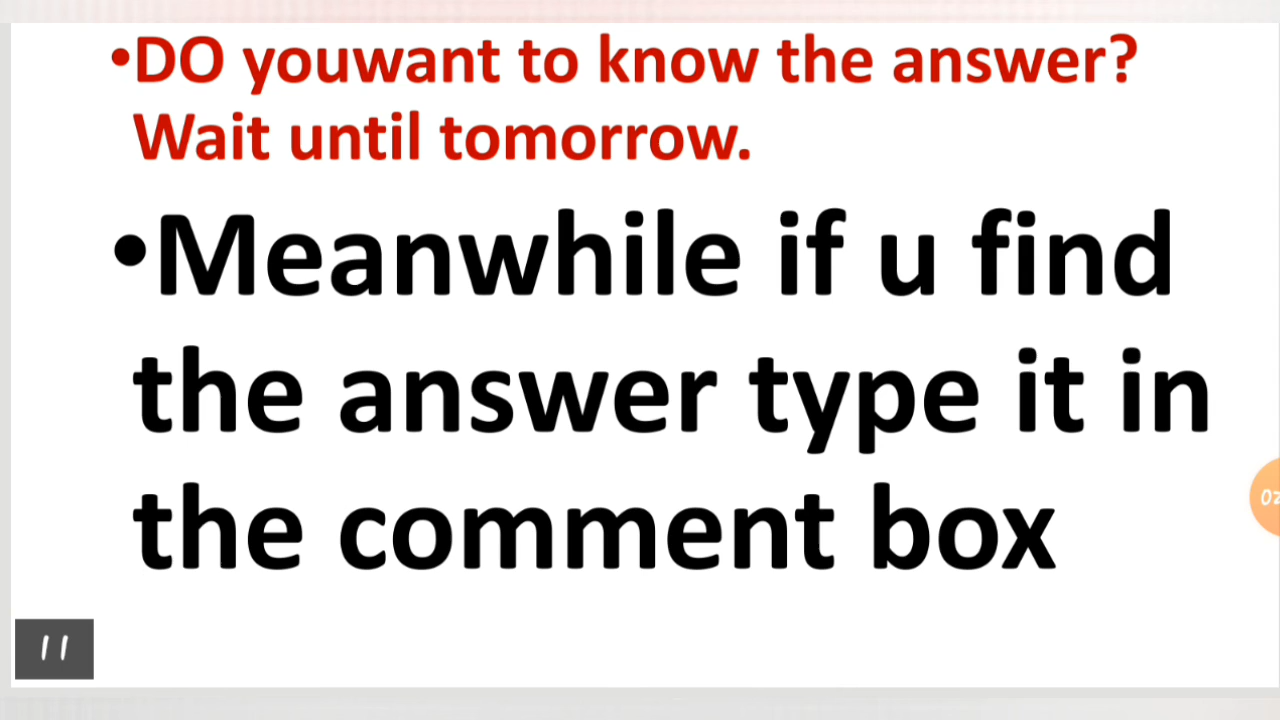 •DO youwant to know the answer?
Wait until tomorrow.
•Meanwhile if u find
the answer type it in
the comment box
11